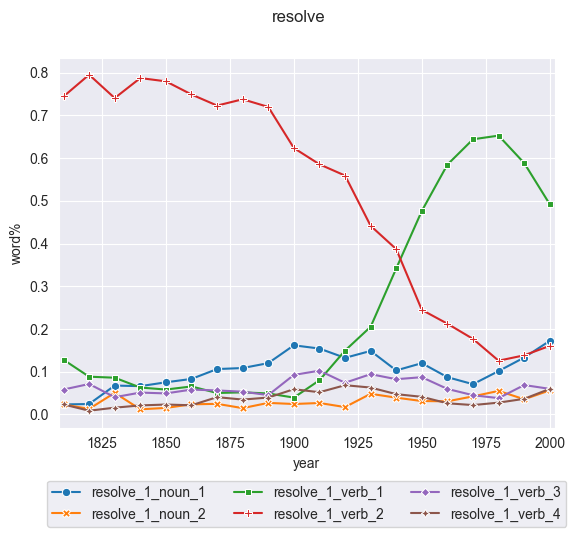 resolve
0.8
0.7
0.6
0.5
0.4
0.3
0.2
0.1
0.0
word%
1825 1850 1875 1900 1925 1950 1975 2000
year
resolve_1_noun_1 resolve_1_verb_1 resolve_1_verb_3
resolve_1_noun_2 resolve_1_verb_2 resolve_1_verb_4